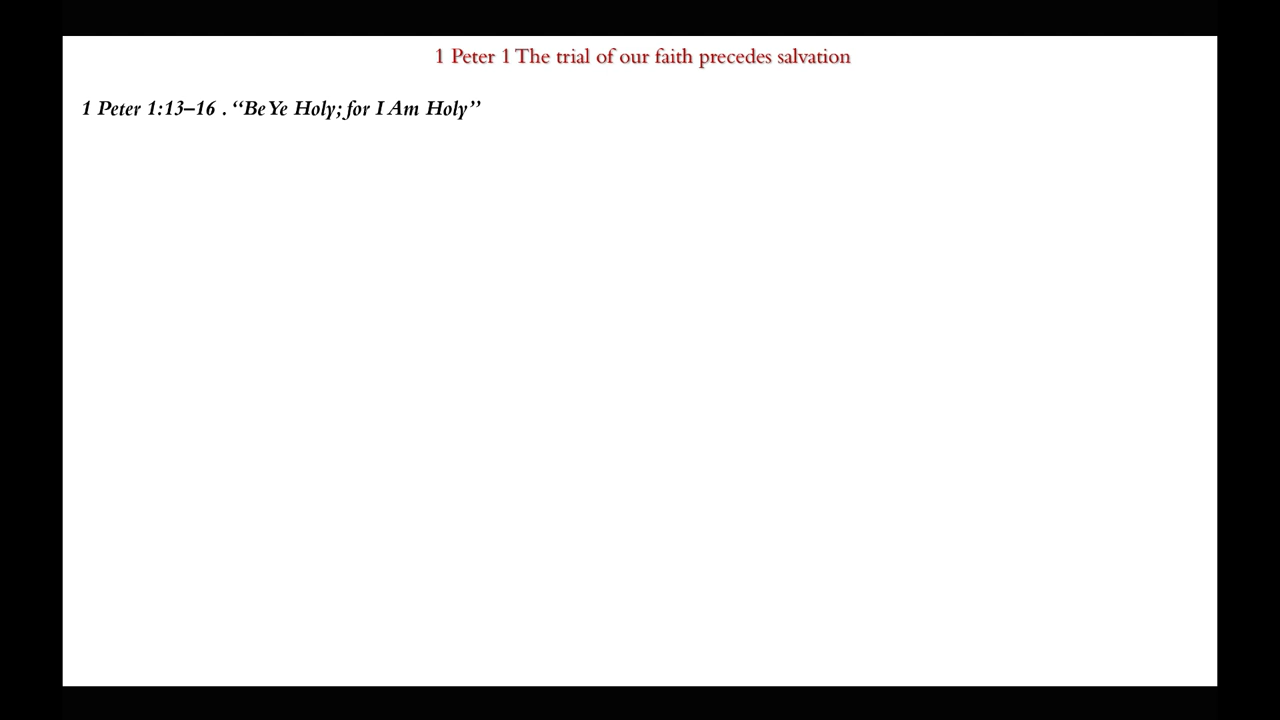 1 Peter 1 The trial of our faith precedes salvation
1 Peter 1:13–16 . “Be Ye Holy; for I Am Holy”